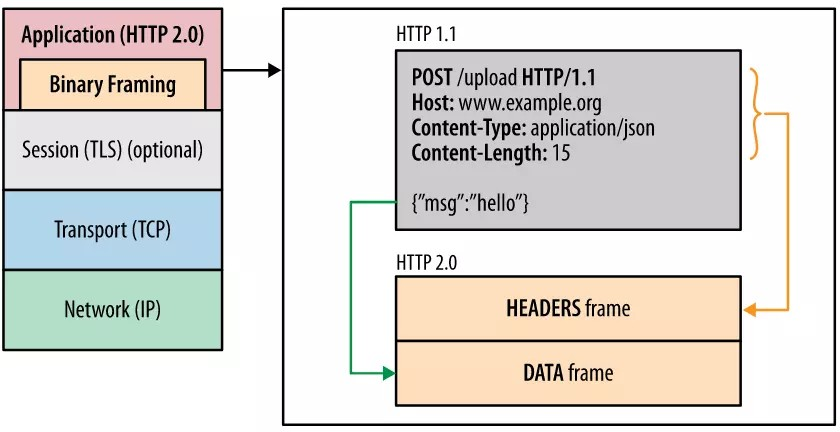 Application (HTTP 2.0)
Binary Framing
Session (TLS) (optional)
Transport (TCP)
Network (IP)
HTTP 1.1
POST /upload HTTP/1.1
Host: www.example.org
Content-Type: application/json
Content-Length: 15
{”msg”:”hello”}
HTTP 2.0
HEADERS frame
DATA frame